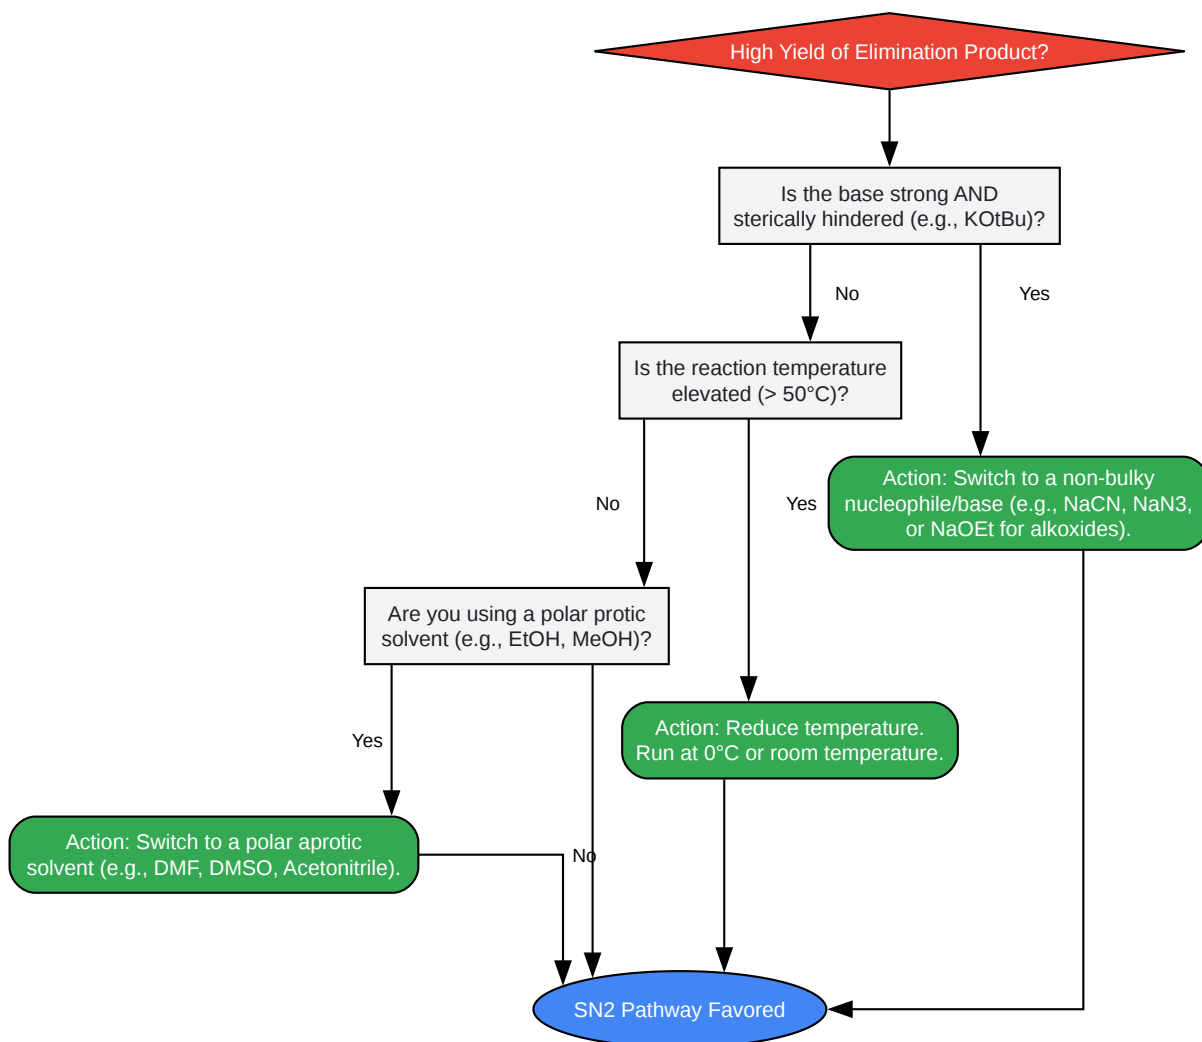 High Yield of Elimination Product?
Is the base strong AND
sterically hindered (e.g., KOtBu)?
No
Yes
Is the reaction temperature
elevated (> 50°C)?
Action: Switch to a non-bulky
nucleophile/base (e.g., NaCN, NaN3,
or NaOEt for alkoxides).
No
Yes
Are you using a polar protic
solvent (e.g., EtOH, MeOH)?
Action: Reduce temperature.
Run at 0°C or room temperature.
Yes
Action: Switch to a polar aprotic
solvent (e.g., DMF, DMSO, Acetonitrile).
No
SN2 Pathway Favored